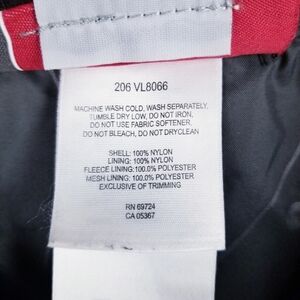 206 VL8066
MACHINE WASH COLD, WASH SEPARATELY,
TUMBLE DRY LOW, DO NOT IRON,
DO NOT USE FABRIC SOFTENER,
DO NOT BLEACH, DO NOT DRYCLEAN
SHELL: 100% NYLON
LINING: 100% NYLON
FLEECE LINING:100.0% POLYESTER
MESH LINING: 100.0% POLYESTER
EXCLUSIVE OF TRIMMING
RN 69724
CA 05367